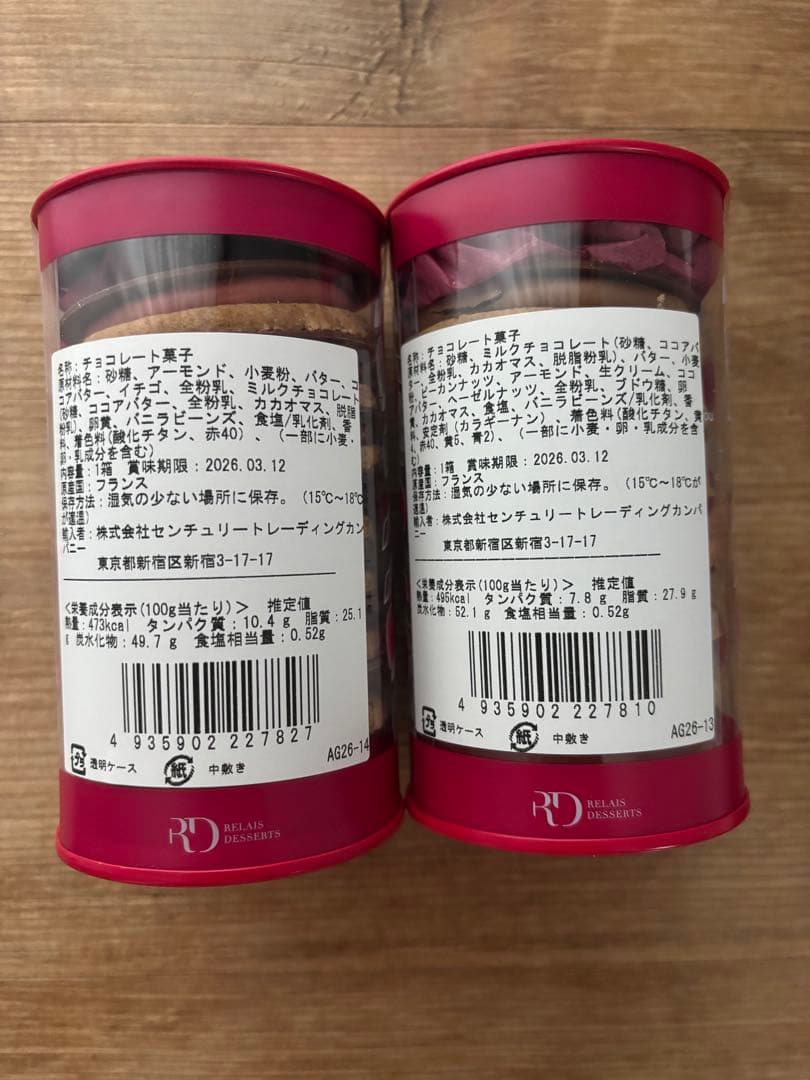 名称：チョコレート菓子
原材料名：砂糖、アーモンド、小麦粉、バター、コ
コアバター、イチゴ、全粉乳、ミルクチョコレート
(砂糖、ココアバター、全粉乳、カカオマス、脱脂
粉乳)、卵黄、バニラビーンズ、食塩/乳化剤、香
料、着色料(酸化チタン、赤40)、(一部に小麦・
卵・乳成分を含む)
内容量：1箱 賞味期限：2026.03.12
原産国：フランス
保存方法：湿気の少ない場所に保存。(15℃～18℃
が適温)
輸入者：株式会社センチュリートレーディングカン
パニー
東京都新宿区新宿3-17-17
＜栄養成分表示(100g当たり)＞ 推定値
熱量：473kcal タンパク質：10.4 g 脂質：25.1
g 炭水化物：49.7 g 食塩相当量：0.52g
4 935902 227827
プラ 透明ケース 紙 中敷き AG26-14
RD RELAIS
DESSERTS
名称：チョコレート菓子
原材料名：砂糖、ミルクチョコレート(砂糖、ココアバ
ター、全粉乳、カカオマス、脱脂粉乳)、バター、小麦
粉、ピーカンナッツ、アーモンド、生クリーム、ココ
アバター、ヘーゼルナッツ、全粉乳、ブドウ糖、卵
黄、カカオマス、食塩、バニラビーンズ/乳化剤、香
料、安定剤(カラギーナン)、着色料(酸化チタン、黄
4、赤40、黄5、青2)、(一部に小麦・卵・乳成分を含
む)
内容量：1箱 賞味期限：2026.03.12
原産国：フランス
保存方法：湿気の少ない場所に保存。(15℃～18℃が
適温)
輸入者：株式会社センチュリートレーディングカンパ
ニー
東京都新宿区新宿3-17-17
＜栄養成分表示(100g当たり)＞ 推定値
熱量：495kcal タンパク質：7.8 g 脂質：27.9 g
炭水化物：52.1 g 食塩相当量：0.52g
4 935902 227810
プラ 透明ケース 紙 中敷き AG26-13
RD RELAIS
DESSERTS